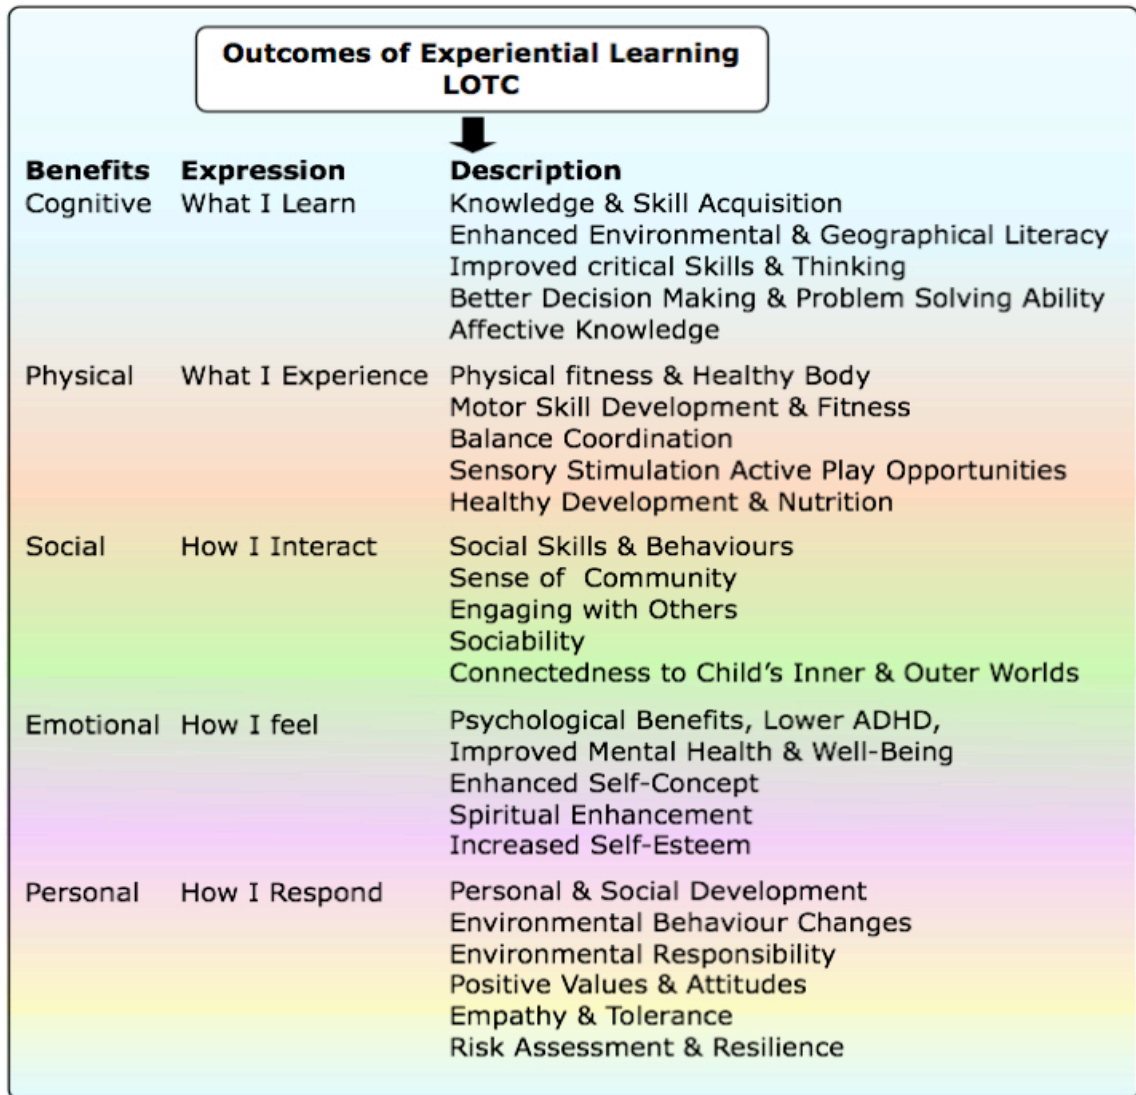 Outcomes of Experiential Learning
LOTC
Benefits Expression Description
Cognitive What I Learn Knowledge & Skill Acquisition
Enhanced Environmental & Geographical Literacy
Improved critical Skills & Thinking
Better Decision Making & Problem Solving Ability
Affective Knowledge
Physical What I Experience Physical fitness & Healthy Body
Motor Skill Development & Fitness
Balance Coordination
Sensory Stimulation Active Play Opportunities
Healthy Development & Nutrition
Social How I Interact Social Skills & Behaviours
Sense of Community
Engaging with Others
Sociability
Connectedness to Child's Inner & Outer Worlds
Emotional How I feel Psychological Benefits, Lower ADHD,
Improved Mental Health & Well-Being
Enhanced Self-Concept
Spiritual Enhancement
Increased Self-Esteem
Personal How I Respond Personal & Social Development
Environmental Behaviour Changes
Environmental Responsibility
Positive Values & Attitudes
Empathy & Tolerance
Risk Assessment & Resilience